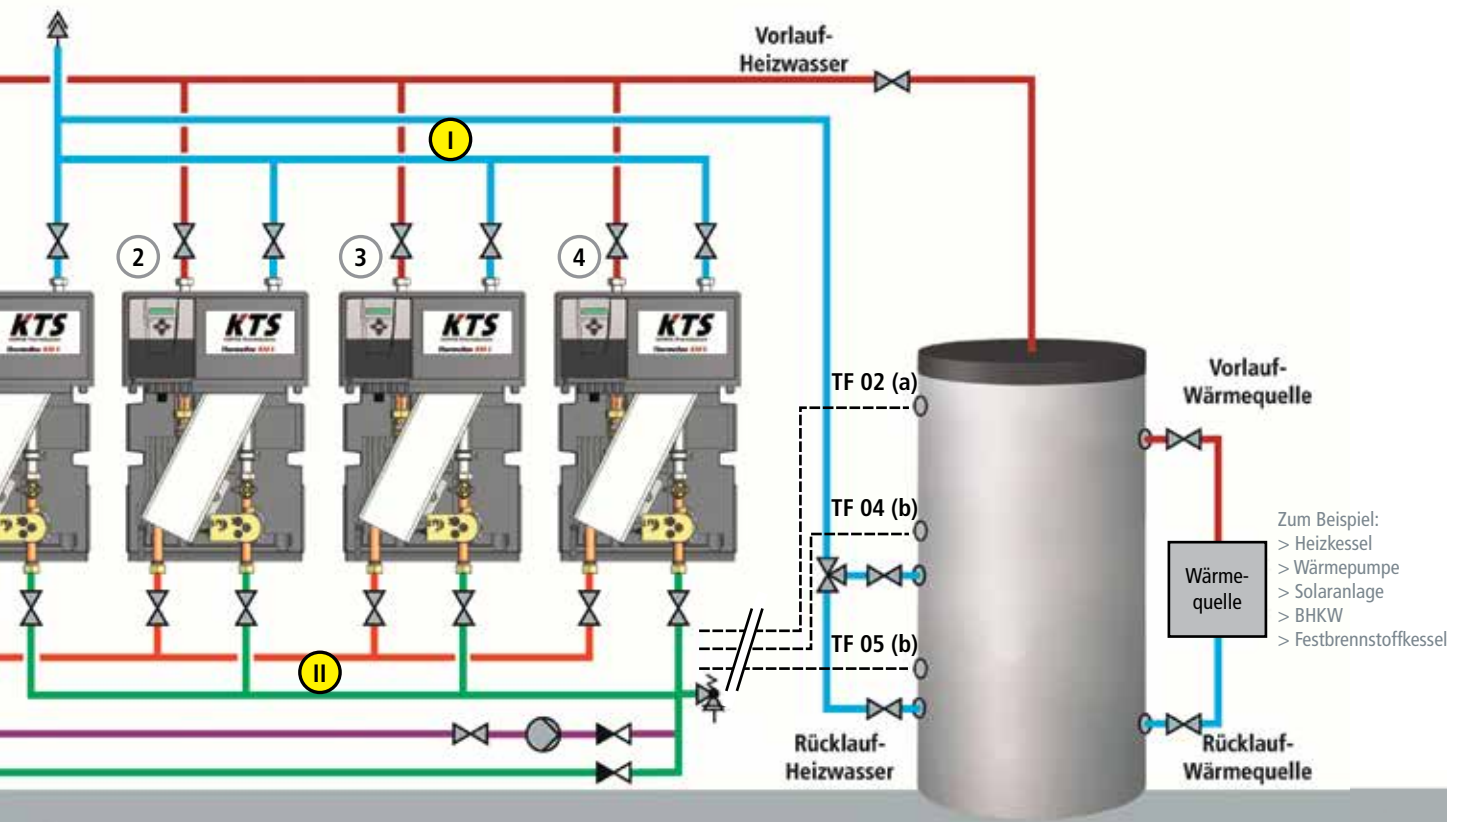 Vorlauf-
Heizwasser
I
2
3
4
KTS
KTS
KTS
KTS
TF 02 (a)
Vorlauf-
Wärmequelle
TF 04 (b)
Zum Beispiel:
> Heizkessel
> Wärmepumpe
> Solaranlage
> BHKW
> Festbrennstoffkessel
Wärme-
quelle
TF 05 (b)
II
Rücklauf-
Heizwasser
Rücklauf-
Wärmequelle